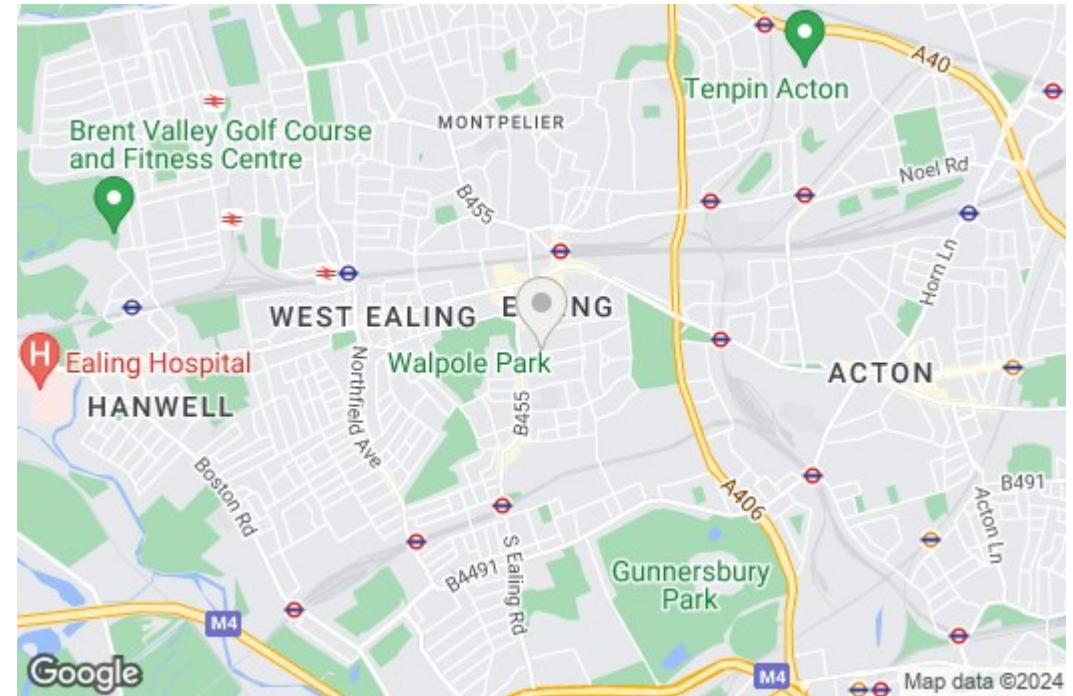 A40
Tenpin Acton
MONTPELIER
Brent Valley Golf Course
and Fitness Centre
Noel Rd
B455
Horn Ln
WEST EALING
Walpole Park
H
Ealing Hospital
ACTON
HANWELL
Northfield Ave
B455
Boston Rd
A406
B491
Acton Ln
B4491
S Ealing Rd
Gunnersbury
Park
M4
M4
Google
Map data ©2024